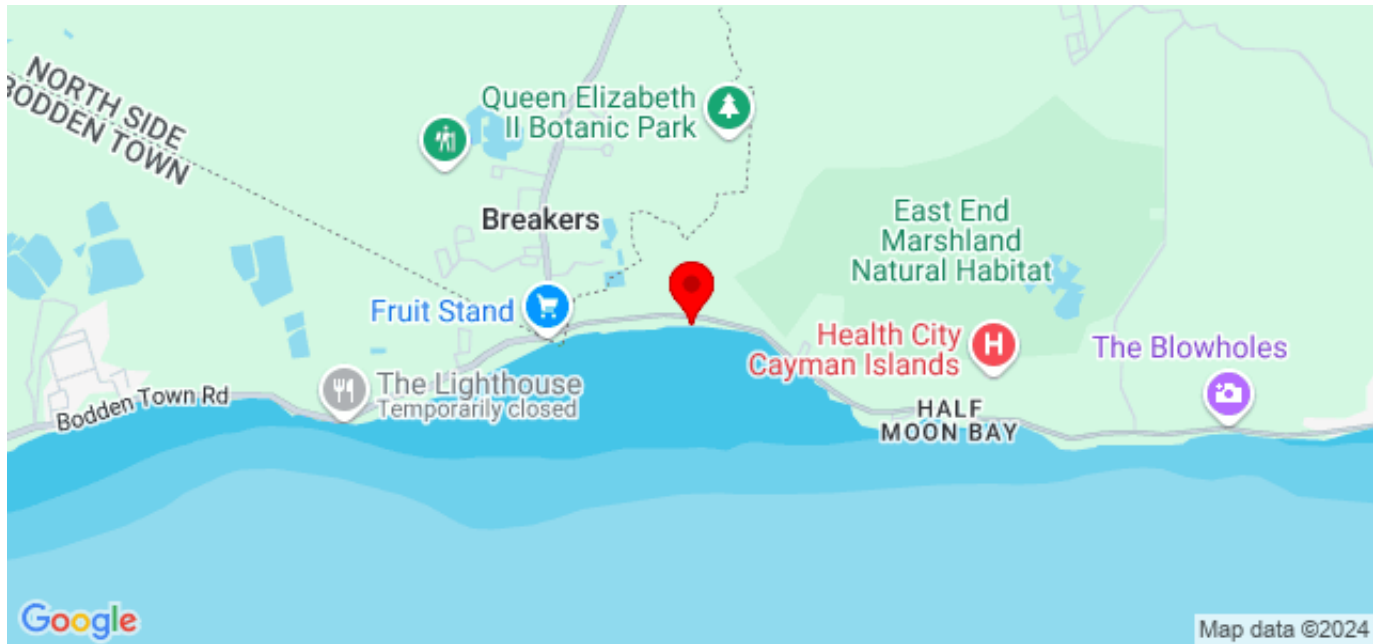 NORTH SIDE
BODDEN TOWN
Queen Elizabeth
II Botanic Park
Breakers
East End
Marshland
Natural Habitat
Fruit Stand
Health City
Cayman Islands
H
The Blowholes
The Lighthouse
Temporarily closed
Bodden Town Rd
HALF
MOON BAY
Google
Map data ©2024